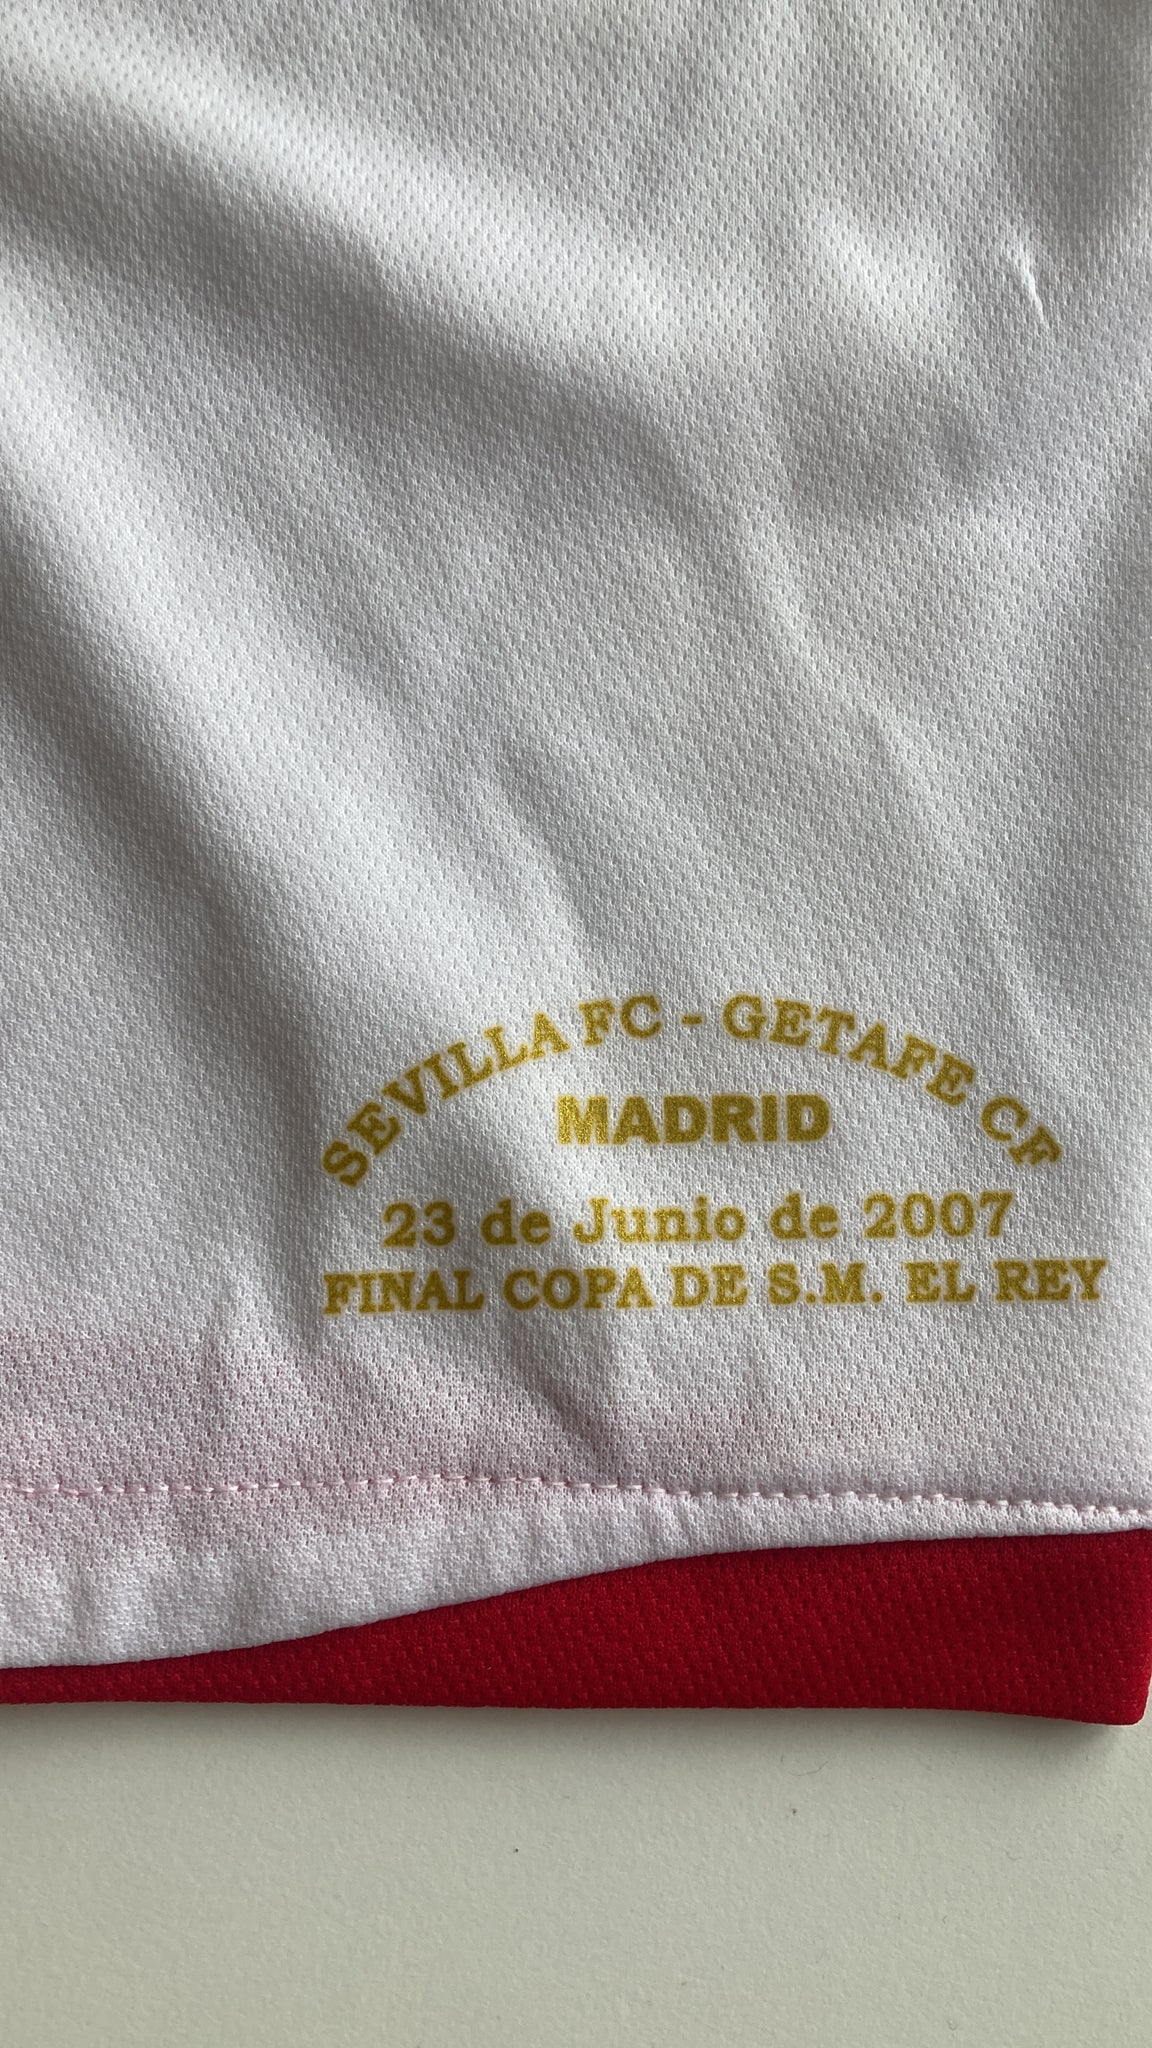 SEVILLA FC - GETAFE CF
MADRID
23 de Junio de 2007
FINAL COPA DE S.M. EL REY